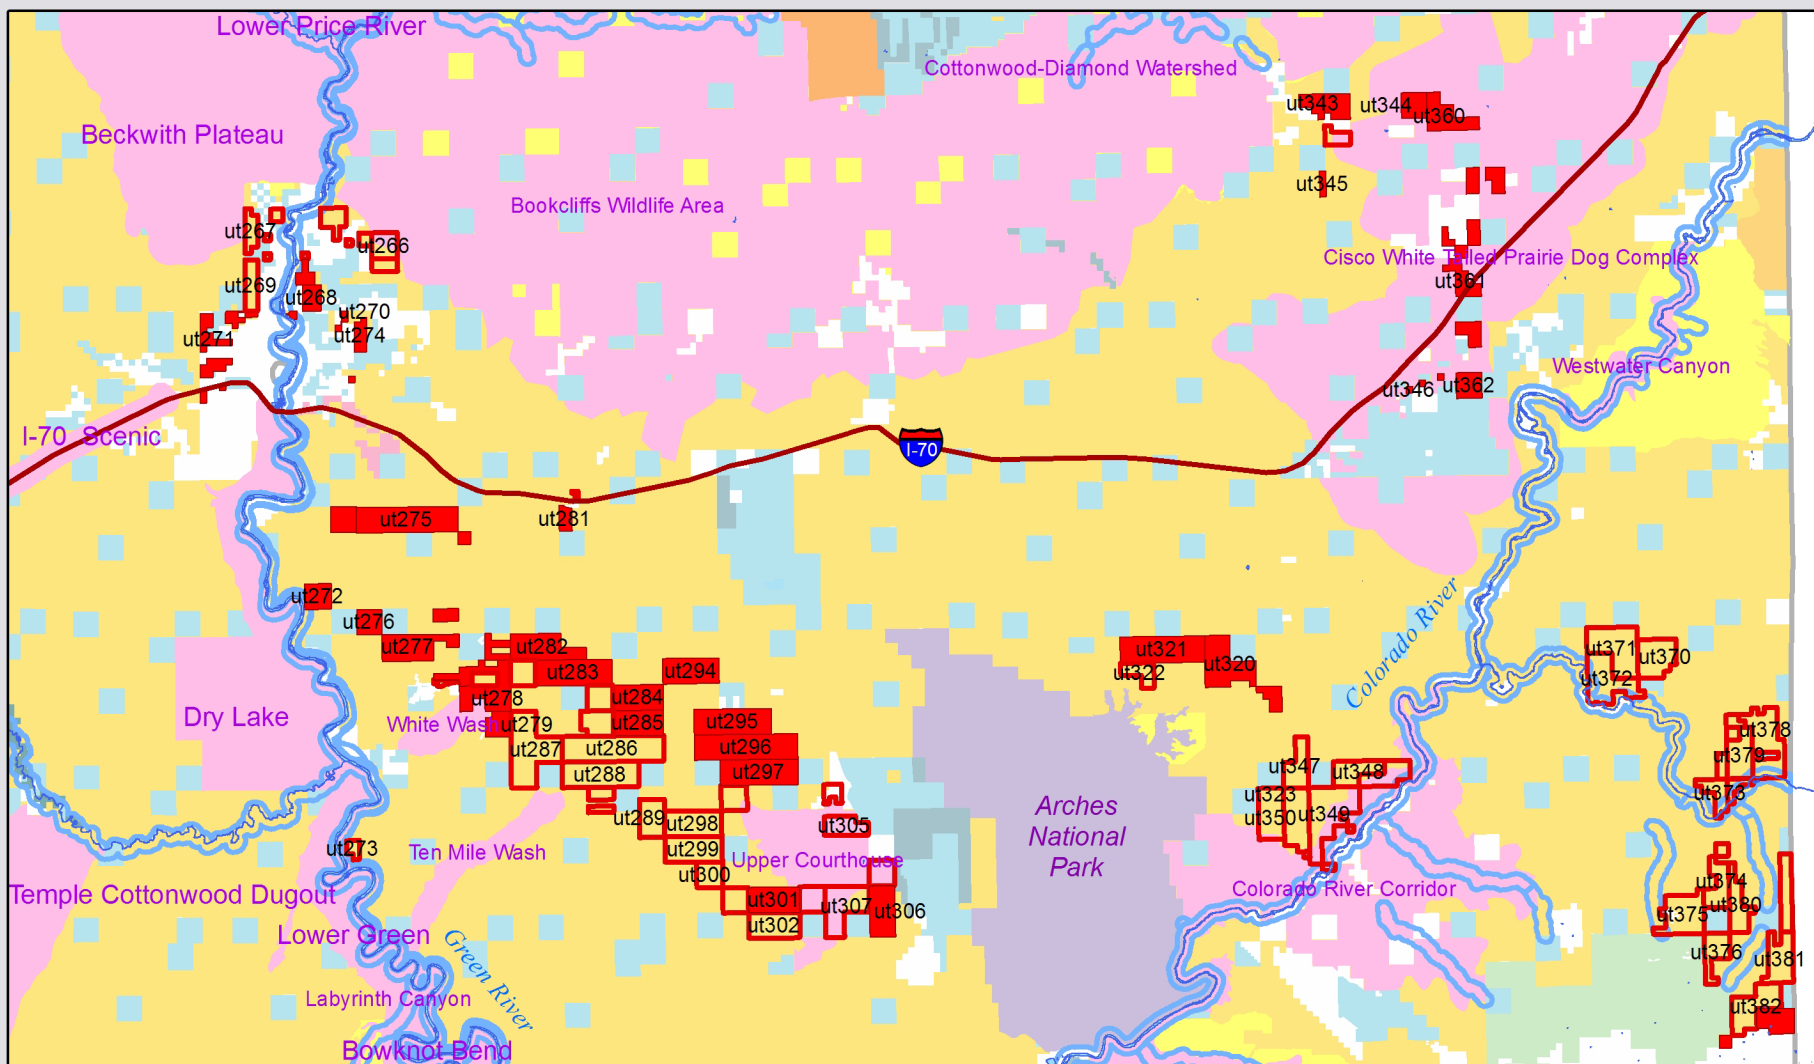 Lower Price River
Cottonwood-Diamond Watershed
ut343
ut344
ut360
Beckwith Plateau
ut345
Bookcliffs Wildlife Area
ut267
ut266
Cisco White Tailed Prairie Dog Complex
ut361
ut269
ut268
ut270
ut274
ut271
Westwater Canyon
ut346
ut362
I-70 Scenic
I-70
ut275
ut281
ut272
ut276
ut277
ut282
ut283
ut294
ut278
ut284
ut321
ut320
ut322
Colorado River
ut371
ut370
ut372
Dry Lake
White Wash
ut279
ut285
ut295
ut287
ut286
ut296
ut288
ut297
ut378
ut379
ut373
ut347
ut348
ut323
ut350
ut349
Arches
National
Park
ut289
ut298
ut305
ut273
Ten Mile Wash
ut299
Upper Courthouse
ut300
Colorado River Corridor
ut374
ut375
ut380
Temple Cottonwood Dugout
ut301
ut307
ut306
ut302
Lower Green
Green River
ut376
ut381
Labyrinth Canyon
ut382
Bowknot Bend